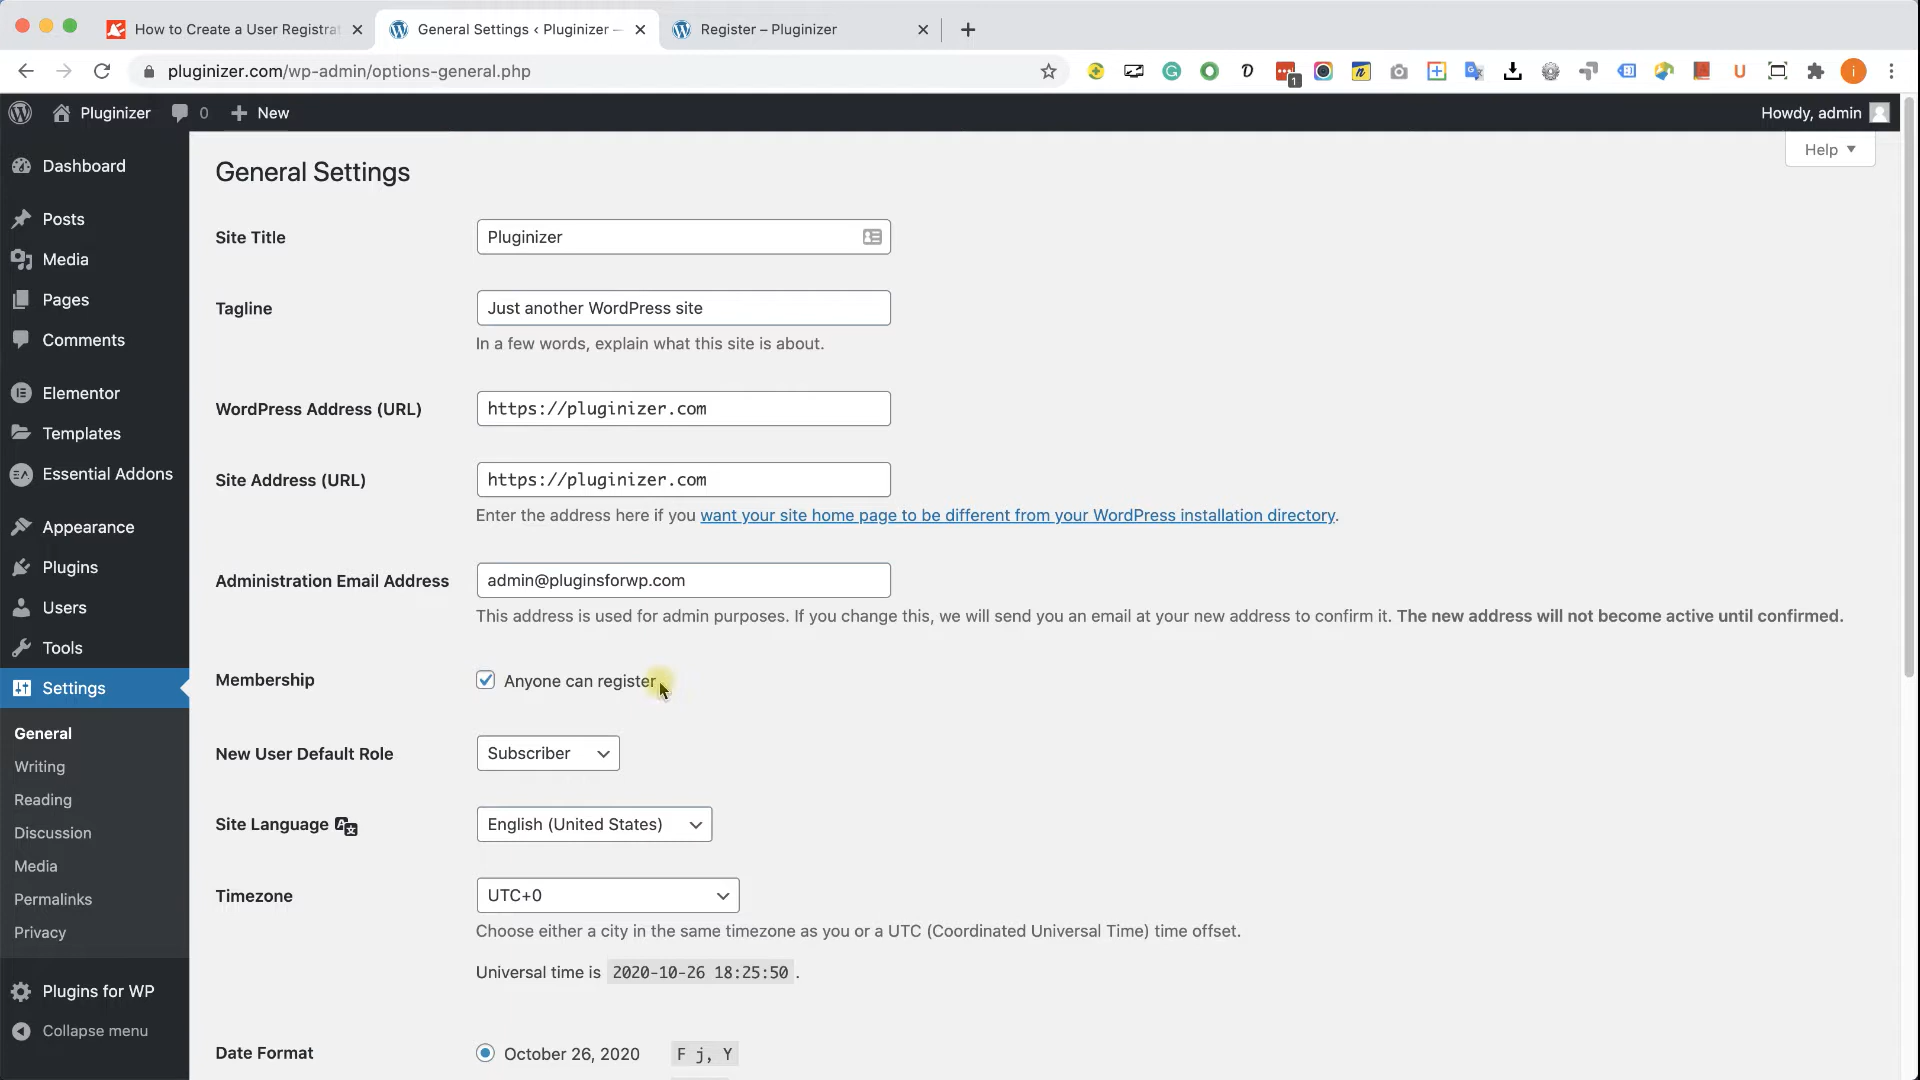 How to Create a User Registrat
General Settings ‹ Pluginizer —
Register – Pluginizer
pluginizer.com/wp-admin/options-general.php
1
i
Pluginizer
0
New
Howdy, admin
Help
Dashboard
Posts
Media
Pages
Comments
Elementor
Templates
Essential Addons
Appearance
Plugins
Users
Tools
Settings
General
Writing
Reading
Discussion
Media
Permalinks
Privacy
Plugins for WP
Collapse menu
General Settings
Site Title
Pluginizer
Tagline
Just another WordPress site
In a few words, explain what this site is about.
WordPress Address (URL)
https://pluginizer.com
Site Address (URL)
https://pluginizer.com
Enter the address here if you want your site home page to be different from your WordPress installation directory.
Administration Email Address
admin@pluginsforwp.com
This address is used for admin purposes. If you change this, we will send you an email at your new address to confirm it. The new address will not become active until confirmed.
Membership
Anyone can register
New User Default Role
Subscriber
Site Language
English (United States)
Timezone
UTC+0
Choose either a city in the same timezone as you or a UTC (Coordinated Universal Time) time offset.
Universal time is 2020-10-26 18:25:50 .
Date Format
October 26, 2020
F j, Y